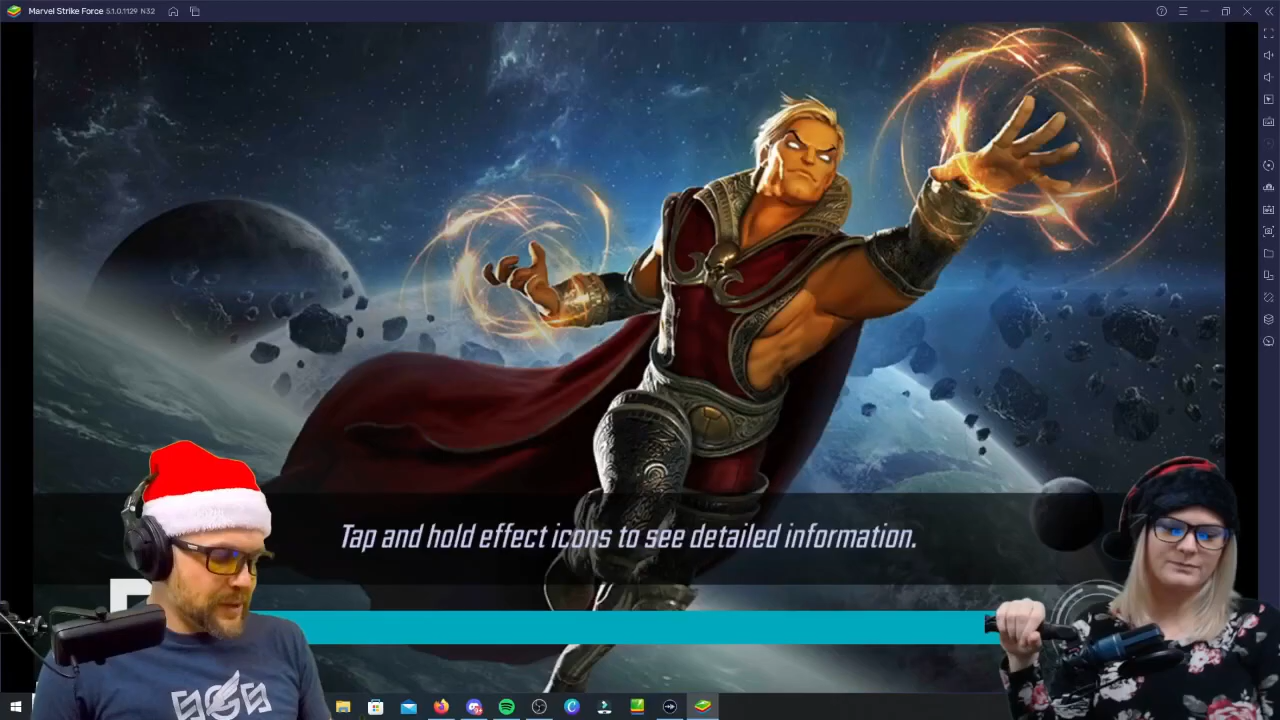 Marvel Strike Force 5.1.0.1129 N32
Tap and hold effect icons to see detailed information.